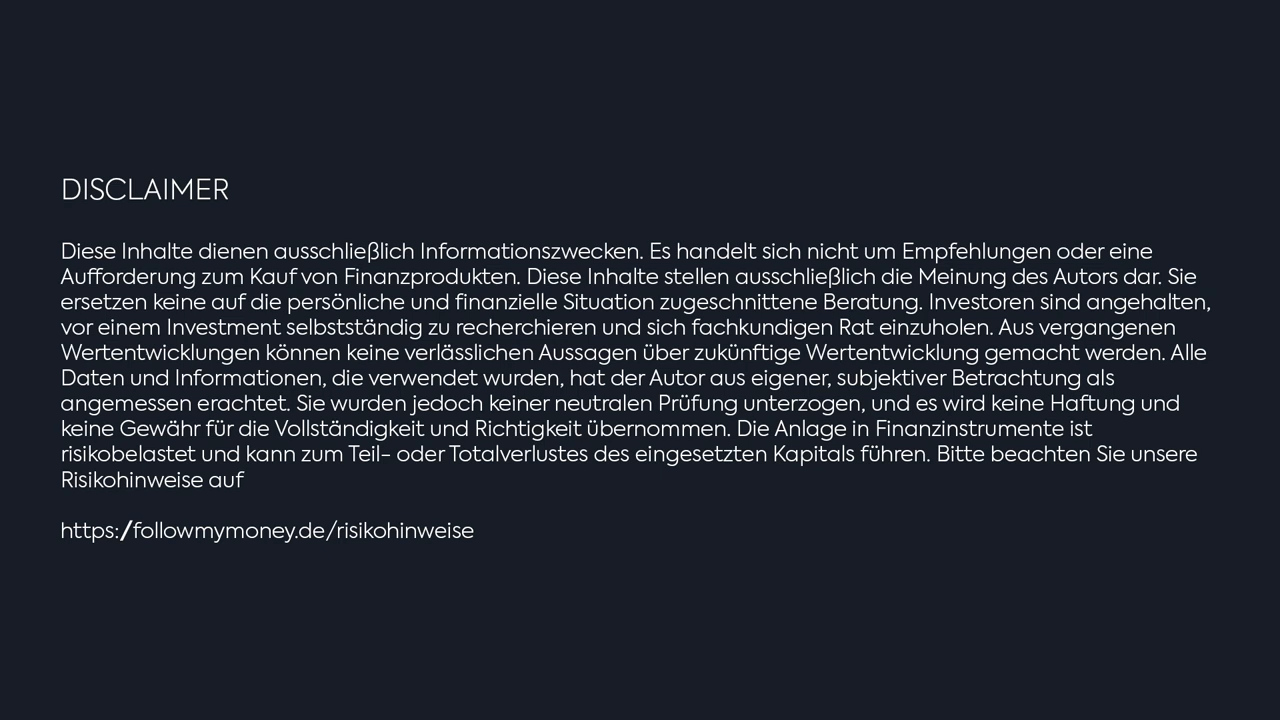 DISCLAIMER
Diese Inhalte dienen ausschließlich Informationszwecken. Es handelt sich nicht um Empfehlungen oder eine
Aufforderung zum Kauf von Finanzprodukten. Diese Inhalte stellen ausschließlich die Meinung des Autors dar. Sie
ersetzen keine auf die persönliche und finanzielle Situation zugeschnittene Beratung. Investoren sind angehalten,
vor einem Investment selbstständig zu recherchieren und sich fachkundigen Rat einzuholen. Aus vergangenen
Wertentwicklungen können keine verlässlichen Aussagen über zukünftige Wertentwicklung gemacht werden. Alle
Daten und Informationen, die verwendet wurden, hat der Autor aus eigener, subjektiver Betrachtung als
angemessen erachtet. Sie wurden jedoch keiner neutralen Prüfung unterzogen, und es wird keine Haftung und
keine Gewähr für die Vollständigkeit und Richtigkeit übernommen. Die Anlage in Finanzinstrumente ist
risikobelastet und kann zum Teil- oder Totalverlustes des eingesetzten Kapitals führen. Bitte beachten Sie unsere
Risikohinweise auf
https://followmymoney.de/risikohinweise